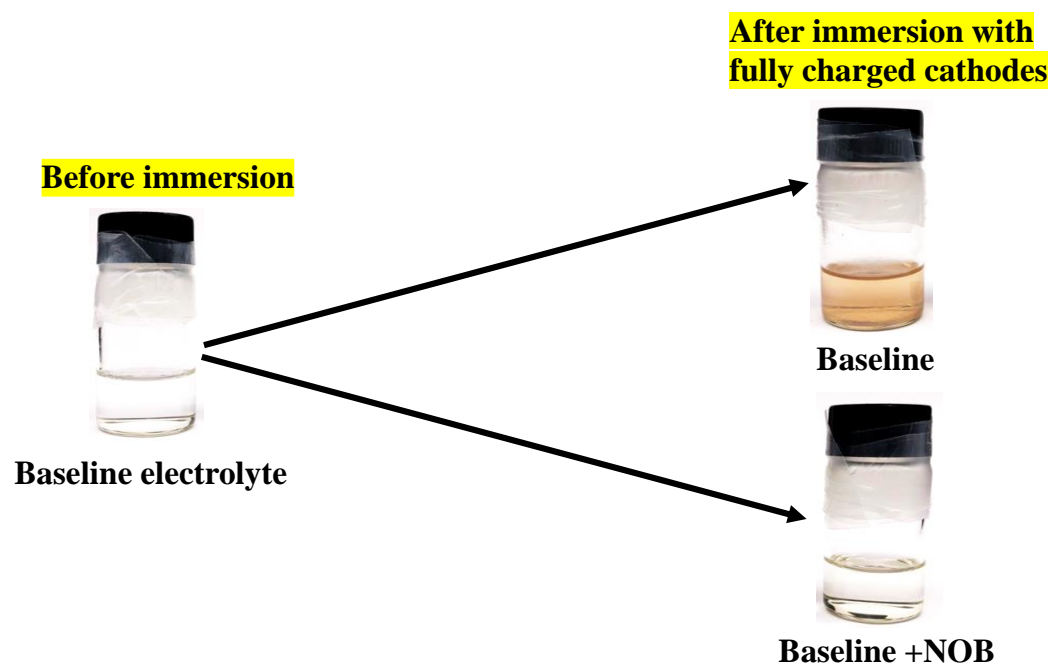 Before immersion
Baseline electrolyte
After immersion with
fully charged cathodes
Baseline
Baseline +NOB